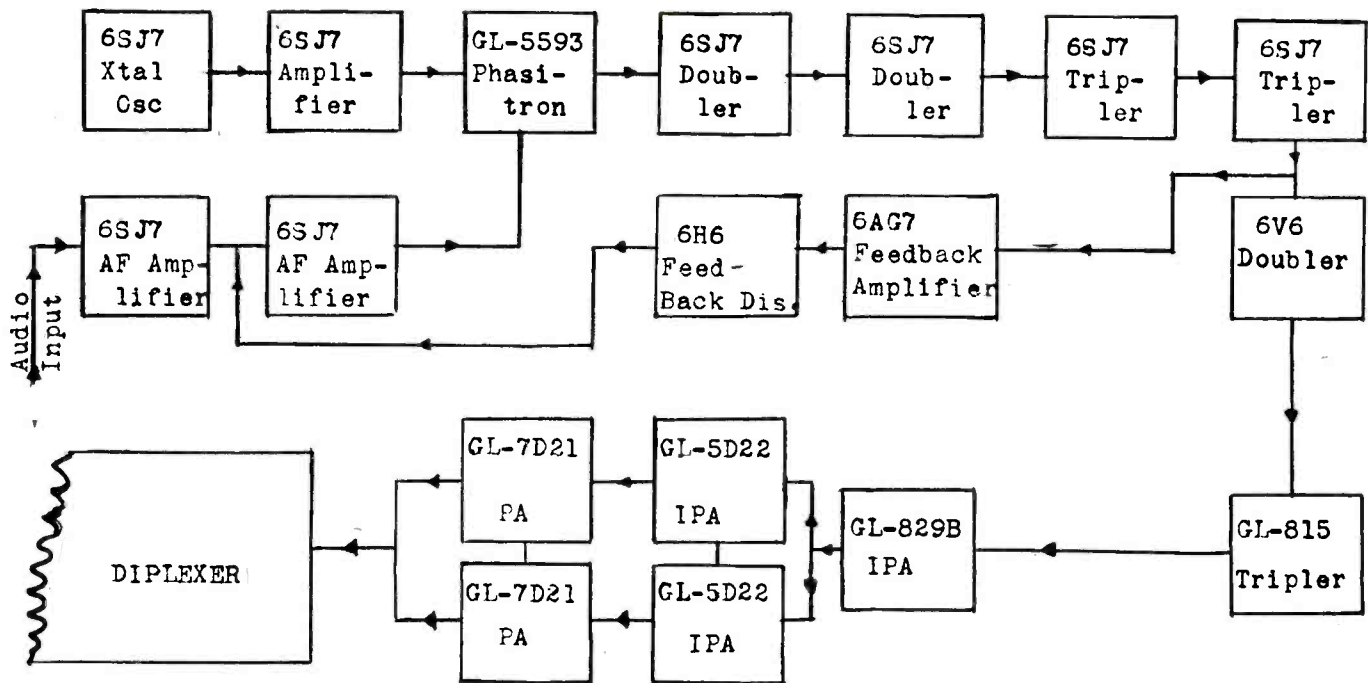 6SJ7
Xtal
Osc
6SJ7
Ampli-
fier
GL-5593
Phasi-
tron
6SJ7
Doub-
ler
6SJ7
Doub-
ler
6SJ7
Trip-
ler
6SJ7
Trip-
ler
6SJ7
AF Amp-
lifier
6SJ7
AF Amp-
lifier
6H6
Feed-
Back Dis.
6AG7
Feedback
Amplifier
6V6
Doubler
Audio
Input
DIPLEXER
GL-7D21
PA
GL-5D22
IPA
GL-7D21
PA
GL-5D22
IPA
GL-829B
IPA
GL-815
Tripler